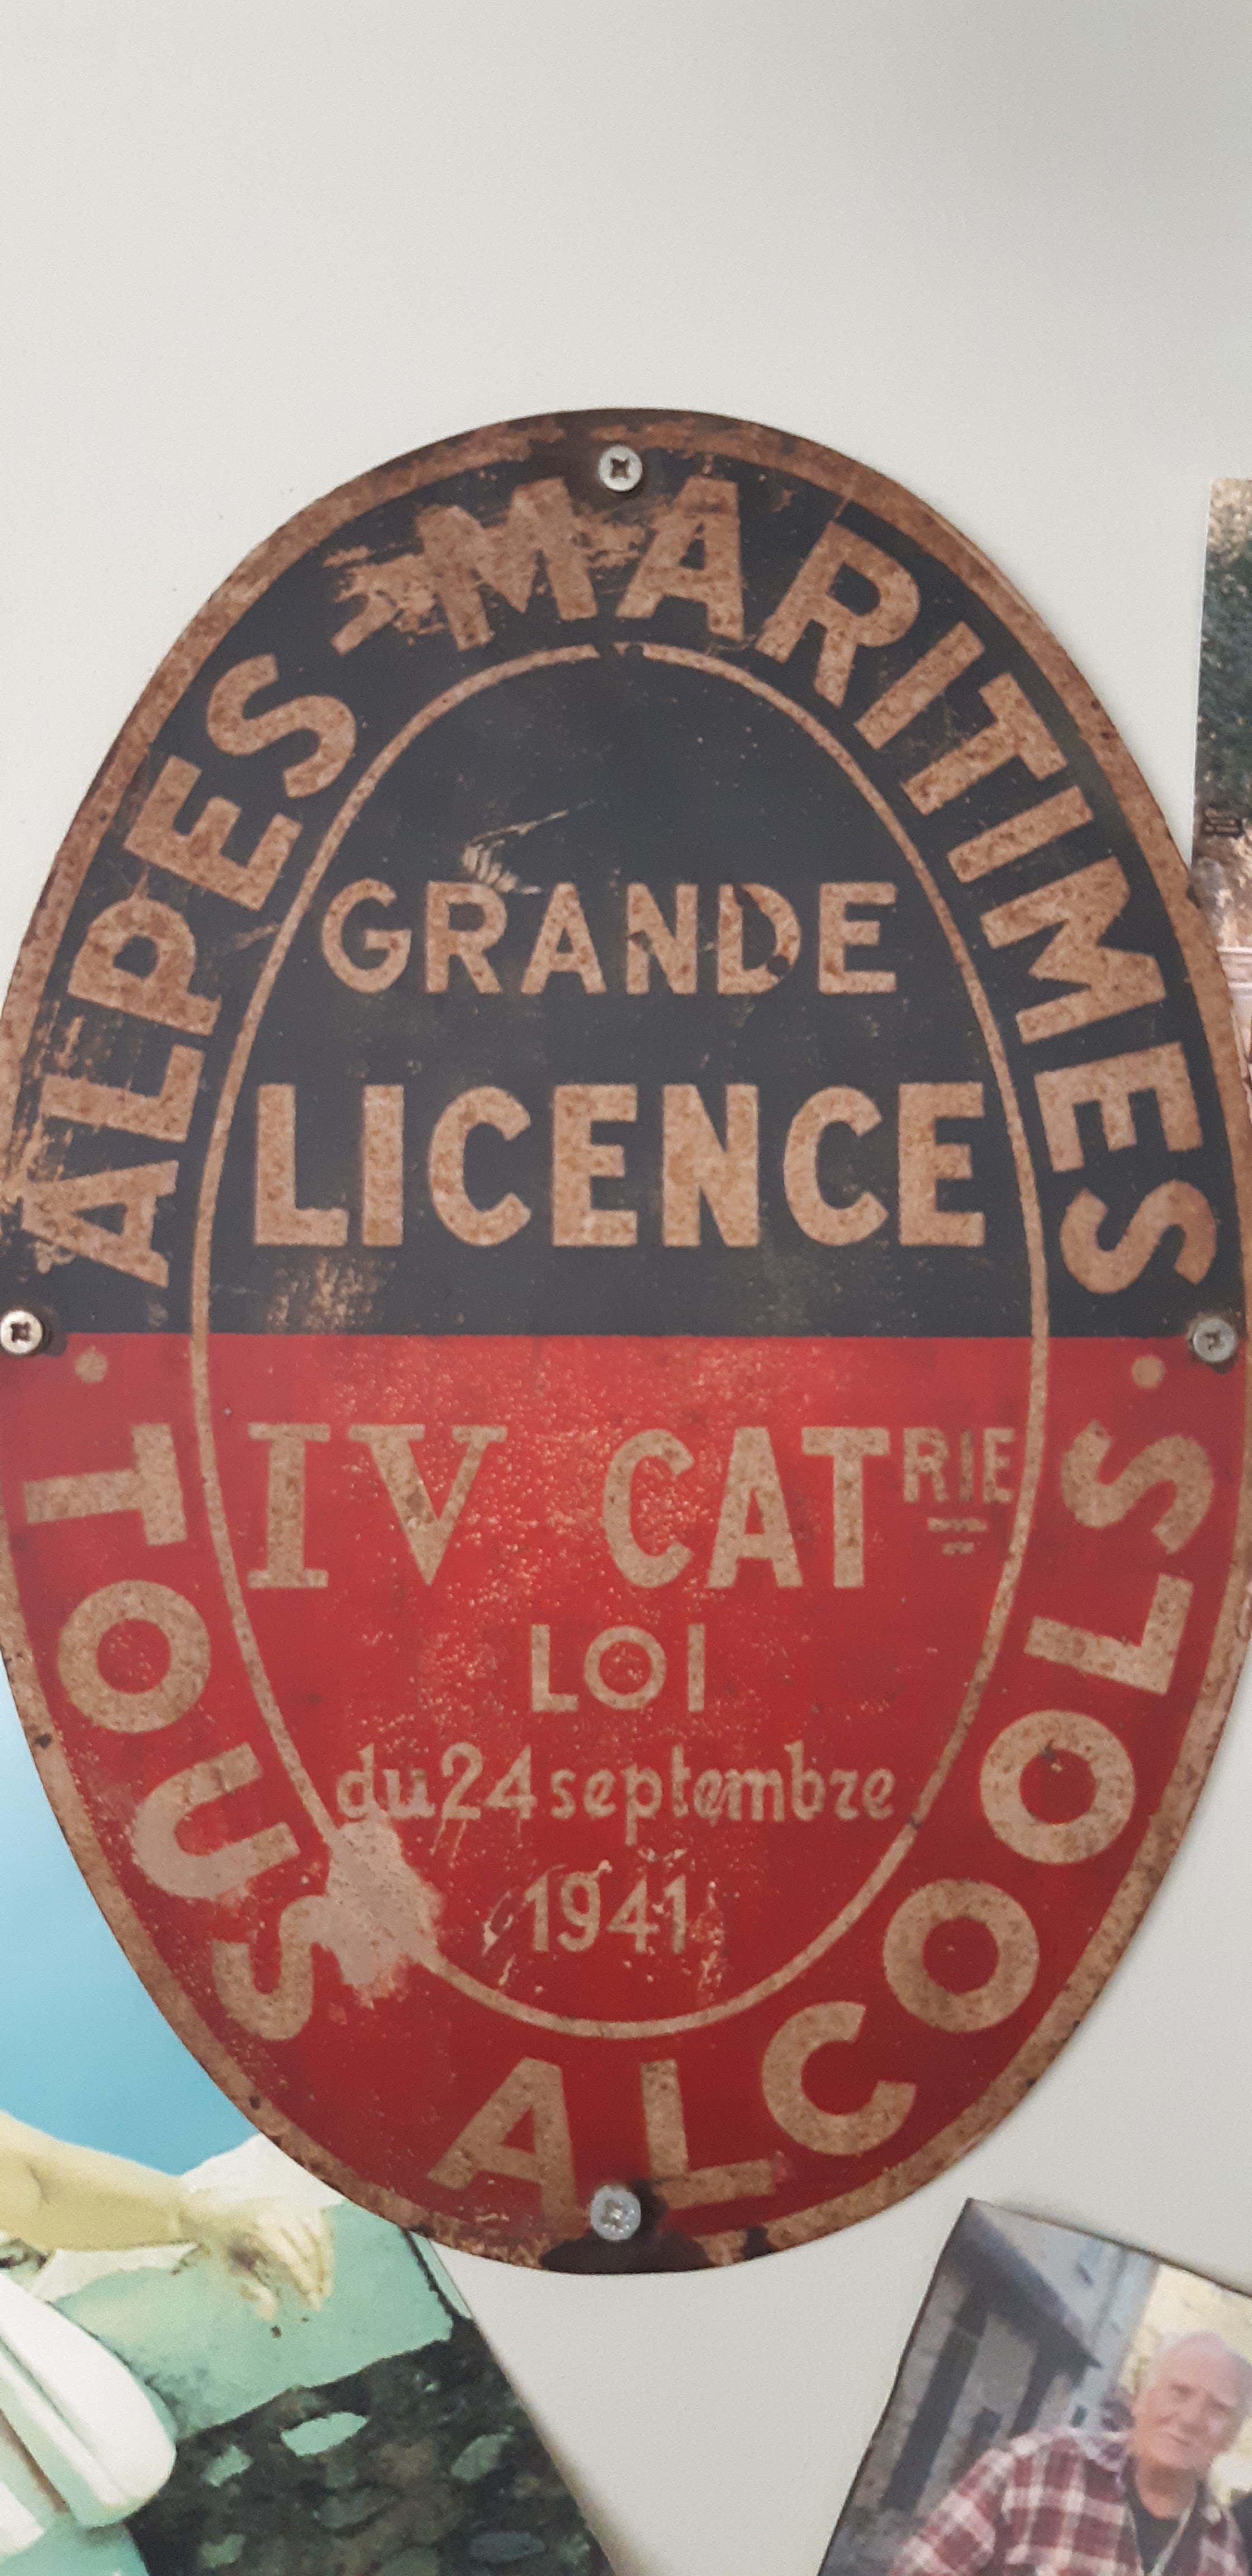 ALPES-MARITIMES
GRANDE
LICENCE
IV CATRIE
LOI
du 24 septembre
1941
· TOUS ALCOOLS ·